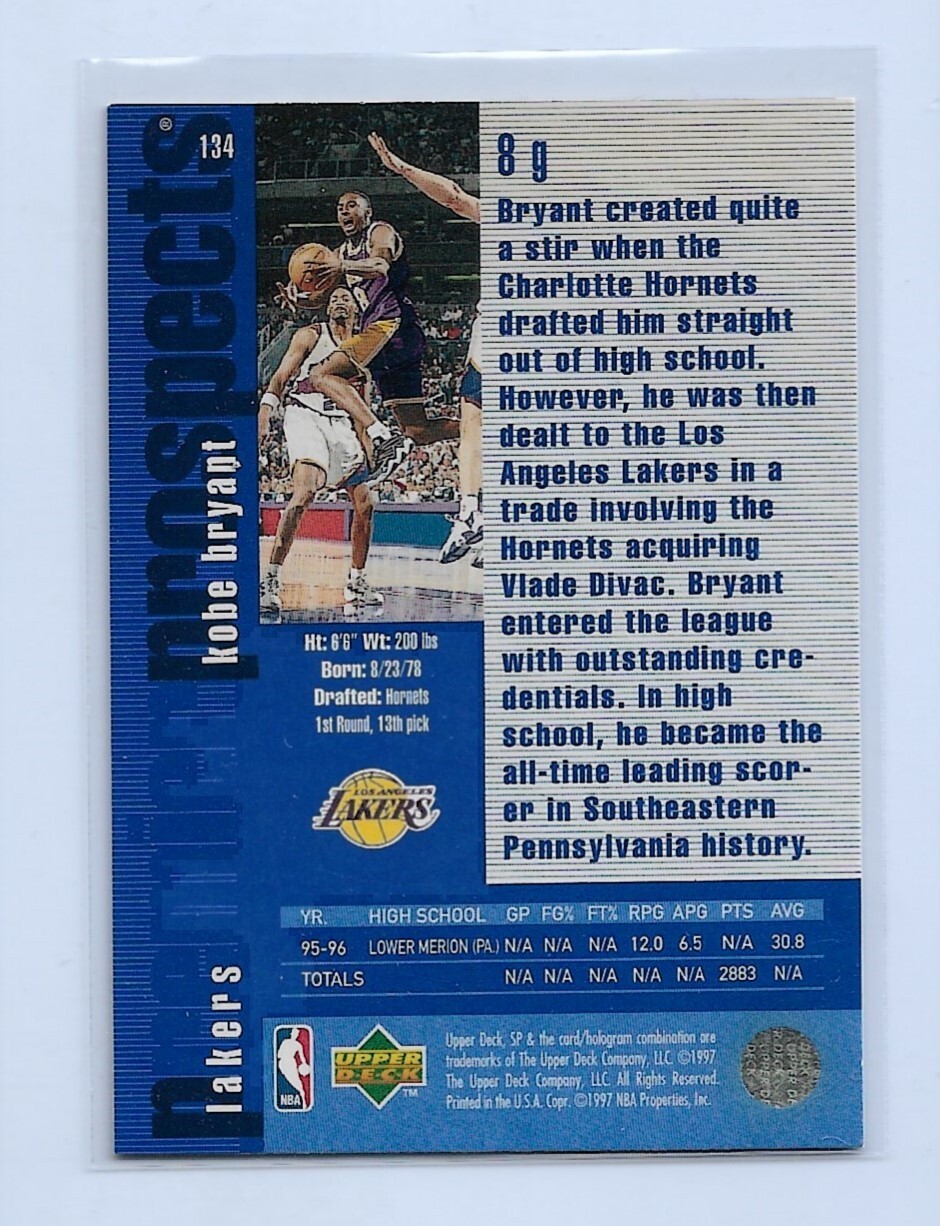 134
prospects®
kobe bryant
lakers
8 g
Bryant created quite
a stir when the
Charlotte Hornets
drafted him straight
out of high school.
However, he was then
dealt to the Los
Angeles Lakers in a
trade involving the
Hornets acquiring
Vlade Divac. Bryant
entered the league
with outstanding cre-
dentials. In high
school, he became the
all-time leading scor-
er in Southeastern
Pennsylvania history.
Ht: 6'6" Wt: 200 lbs
Born: 8/23/78
Drafted: Hornets
1st Round, 13th pick
LOS ANGELES
LAKERS
YR. HIGH SCHOOL GP FG% FT% RPG APG PTS AVG
95-96 LOWER MERION (PA.) N/A N/A N/A 12.0 6.5 N/A 30.8
TOTALS N/A N/A N/A N/A N/A 2883 N/A
NBA
UPPER
DECK™
Upper Deck, SP & the card/hologram combination are
trademarks of The Upper Deck Company, LLC. ©1997
The Upper Deck Company, LLC. All Rights Reserved.
Printed in the U.S.A. Copr. ©1997 NBA Properties, Inc.